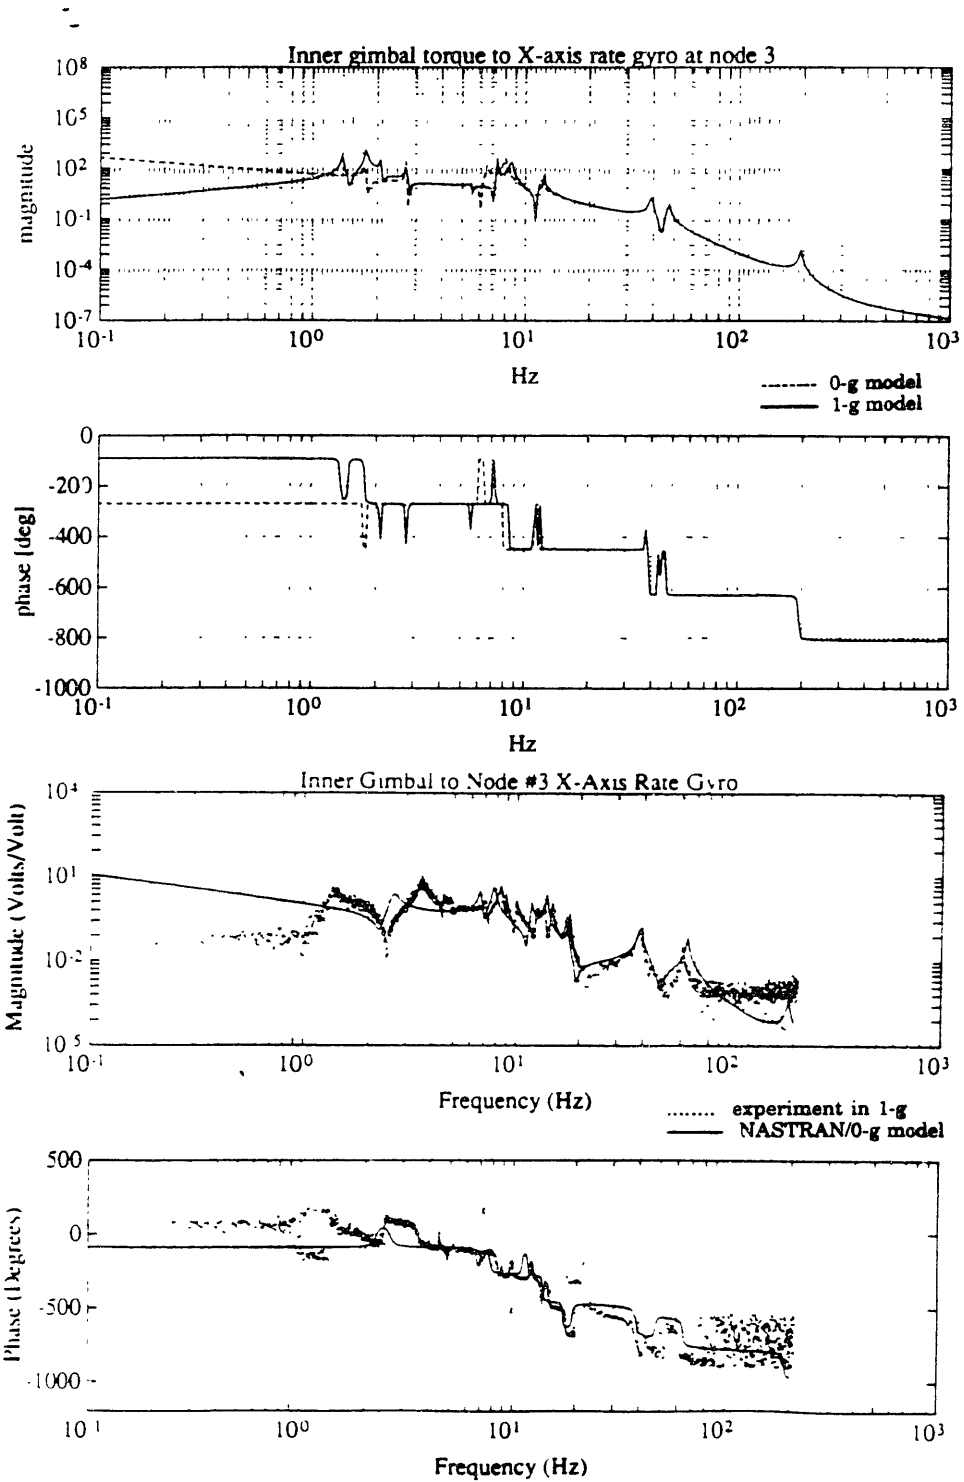 Inner gimbal torque to X-axis rate gyro at node 3
magnitude
10^8
10^5
10^2
10^-1
10^-4
10^-7
10^-1 10^0 10^1 10^2 10^3
Hz
0-g model
1-g model
phase [deg]
0
-200
-400
-600
-800
-1000
10^-1 10^0 10^1 10^2 10^3
Hz
Inner Gimbal to Node #3 X-Axis Rate Gyro
Magnitude (Volts/Volt)
10^4
10^1
10^-2
10^-5
10^-1 10^0 10^1 10^2 10^3
Frequency (Hz)
experiment in 1-g
NASTRAN/0-g model
Phase (Degrees)
500
0
-500
-1000
10^-1 10^0 10^1 10^2 10^3
Frequency (Hz)